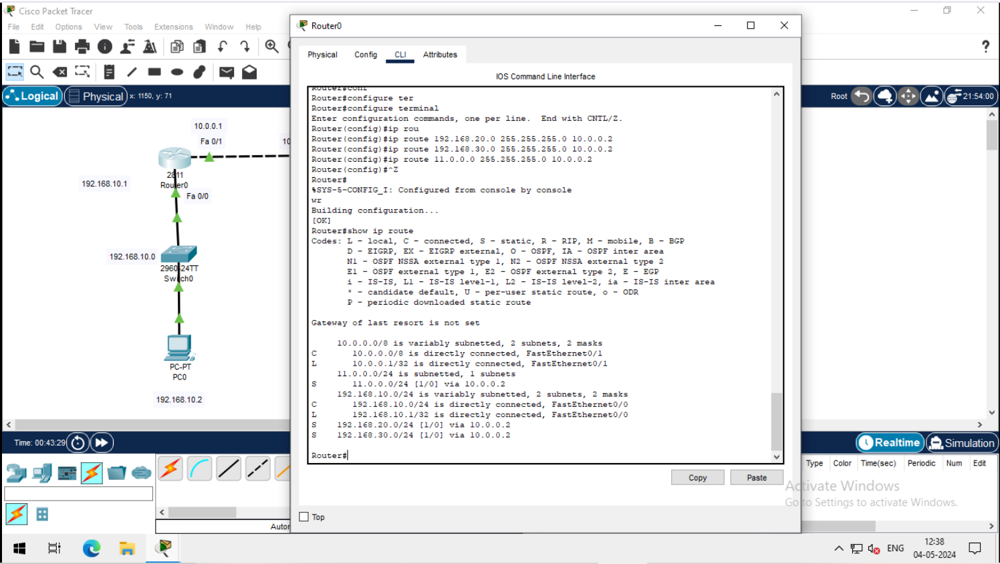 Cisco Packet Tracer
File Edit Options View Tools Extensions Window Help
Logical Physical x: 1150, y: 71
Root 21:54:00
10.0.0.1
Fa 0/1
10
2811
Router0
192.168.10.1
Fa 0/0
192.168.10.0
2960-24TT
Switch0
PC-PT
PC0
192.168.10.2
Time: 00:43:29
Realtime Simulation
Type Color Time(sec) Periodic Num Edit
Router0
Physical Config CLI Attributes
IOS Command Line Interface
Router#conf
Router#configure ter
Router#configure terminal
Enter configuration commands, one per line. End with CNTL/Z.
Router(config)#ip rou
Router(config)#ip route 192.168.20.0 255.255.255.0 10.0.0.2
Router(config)#ip route 192.168.30.0 255.255.255.0 10.0.0.2
Router(config)#ip route 11.0.0.0 255.255.255.0 10.0.0.2
Router(config)#^Z
Router#
%SYS-5-CONFIG_I: Configured from console by console
wr
Building configuration...
[OK]
Router#show ip route
Codes: L - local, C - connected, S - static, R - RIP, M - mobile, B - BGP
D - EIGRP, EX - EIGRP external, O - OSPF, IA - OSPF inter area
N1 - OSPF NSSA external type 1, N2 - OSPF NSSA external type 2
E1 - OSPF external type 1, E2 - OSPF external type 2, E - EGP
i - IS-IS, L1 - IS-IS level-1, L2 - IS-IS level-2, ia - IS-IS inter area
* - candidate default, U - per-user static route, o - ODR
P - periodic downloaded static route
Gateway of last resort is not set
10.0.0.0/8 is variably subnetted, 2 subnets, 2 masks
C 10.0.0.0/8 is directly connected, FastEthernet0/1
L 10.0.0.1/32 is directly connected, FastEthernet0/1
11.0.0.0/24 is subnetted, 1 subnets
S 11.0.0.0/24 [1/0] via 10.0.0.2
192.168.10.0/24 is variably subnetted, 2 subnets, 2 masks
C 192.168.10.0/24 is directly connected, FastEthernet0/0
L 192.168.10.1/32 is directly connected, FastEthernet0/0
S 192.168.20.0/24 [1/0] via 10.0.0.2
S 192.168.30.0/24 [1/0] via 10.0.0.2
Router#
Copy Paste
Top
Activate Windows
Go to Settings to activate Windows.
Autor
ENG
12:38
04-05-2024